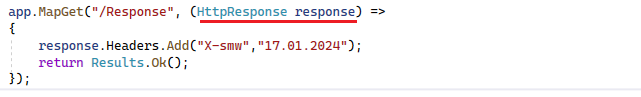 app.MapGet("/Response", (HttpResponse response) =>
{
    response.Headers.Add("X-smw","17.01.2024");
    return Results.Ok();
});